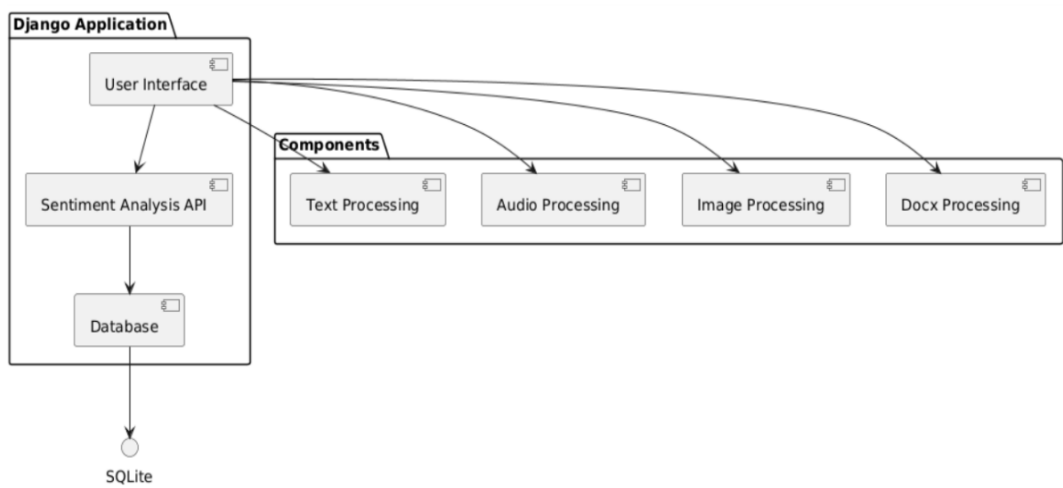 Django Application
User Interface
Components
Sentiment Analysis API
Text Processing
Audio Processing
Image Processing
Docx Processing
Database
SQLite